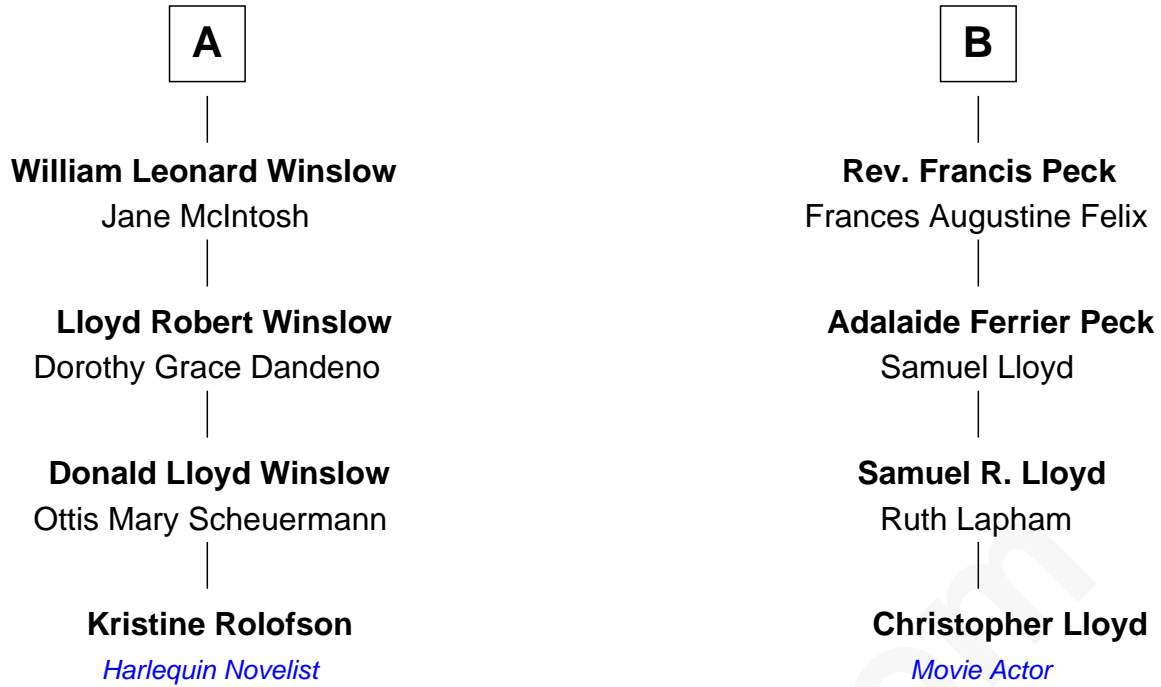 A
B
William Leonard Winslow
Rev. Francis Peck
Jane McIntosh
Frances Augustine Felix
Lloyd Robert Winslow
Adalaide Ferrier Peck
Dorothy Grace Dandeno
Samuel Lloyd
Donald Lloyd Winslow
Samuel R. Lloyd
Ottis Mary Scheuermann
Ruth Lapham
Kristine Rolofson
Christopher Lloyd
Harlequin Novelist
Movie Actor
om